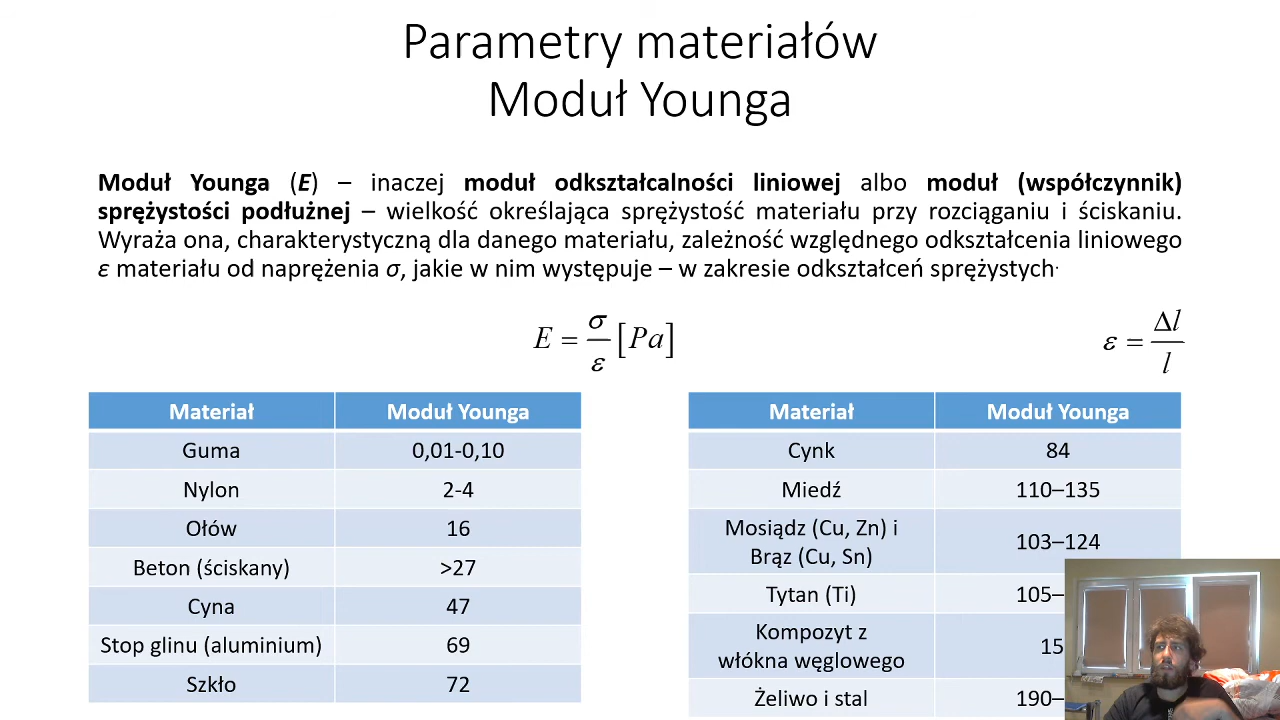 Parametry materiałów
Moduł Younga
Moduł Younga (E) – inaczej moduł odkształcalności liniowej albo moduł (współczynnik)
sprężystości podłużnej – wielkość określająca sprężystość materiału przy rozciąganiu i ściskaniu.
Wyraża ona, charakterystyczną dla danego materiału, zależność względnego odkształcenia liniowego
ε materiału od naprężenia σ, jakie w nim występuje – w zakresie odkształceń sprężystych.
E = σ/ε [Pa]
ε = Δl/l
Materiał Moduł Younga
Guma 0,01-0,10
Nylon 2-4
Ołów 16
Beton (ściskany) >27
Cyna 47
Stop glinu (aluminium) 69
Szkło 72
Materiał Moduł Younga
Cynk 84
Miedź 110–135
Mosiądz (Cu, Zn) i
Brąz (Cu, Sn) 103–124
Tytan (Ti) 105–
Kompozyt z
włókna węglowego 15
Żeliwo i stal 190–